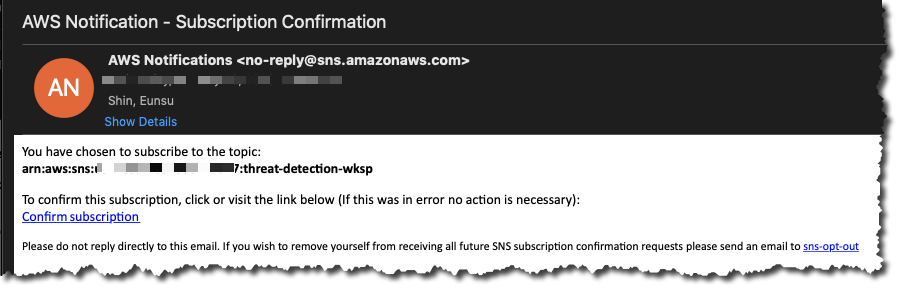 AWS Notification - Subscription Confirmation
AWS Notifications <no-reply@sns.amazonaws.com>
AN
Shin, Eunsu
Show Details
You have chosen to subscribe to the topic:
arn:aws:sns: 7:threat-detection-wksp
To confirm this subscription, click or visit the link below (If this was in error no action is necessary):
Confirm subscription
Please do not reply directly to this email. If you wish to remove yourself from receiving all future SNS subscription confirmation requests please send an email to sns-opt-out